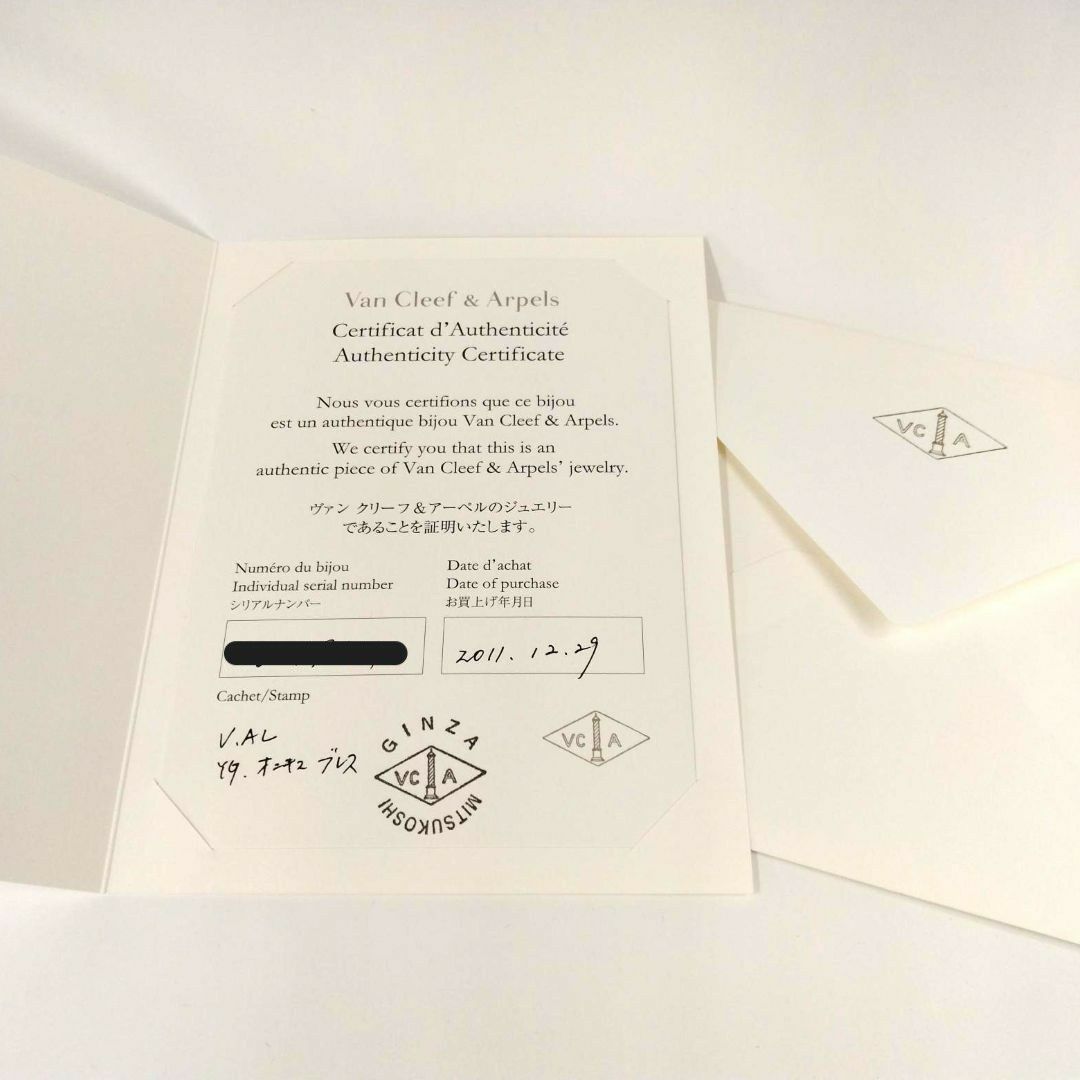 Van Cleef & Arpels
Certificat d'Authenticité
Authenticity Certificate
Nous vous certifions que ce bijou
est un authentique bijou Van Cleef & Arpels.
We certify you that this is an
authentic piece of Van Cleef & Arpels' jewelry.
ヴァン クリーフ&アーペルのジュエリー
であることを証明いたします。
Numéro du bijou
Individual serial number
シリアルナンバー
Date d'achat
Date of purchase
お買上げ年月日
2011. 12. 29
Cachet/Stamp
V.AL
YG. オニキス ブレス
GINZA
VC A
MITSUKOSHI
VC A
VC A